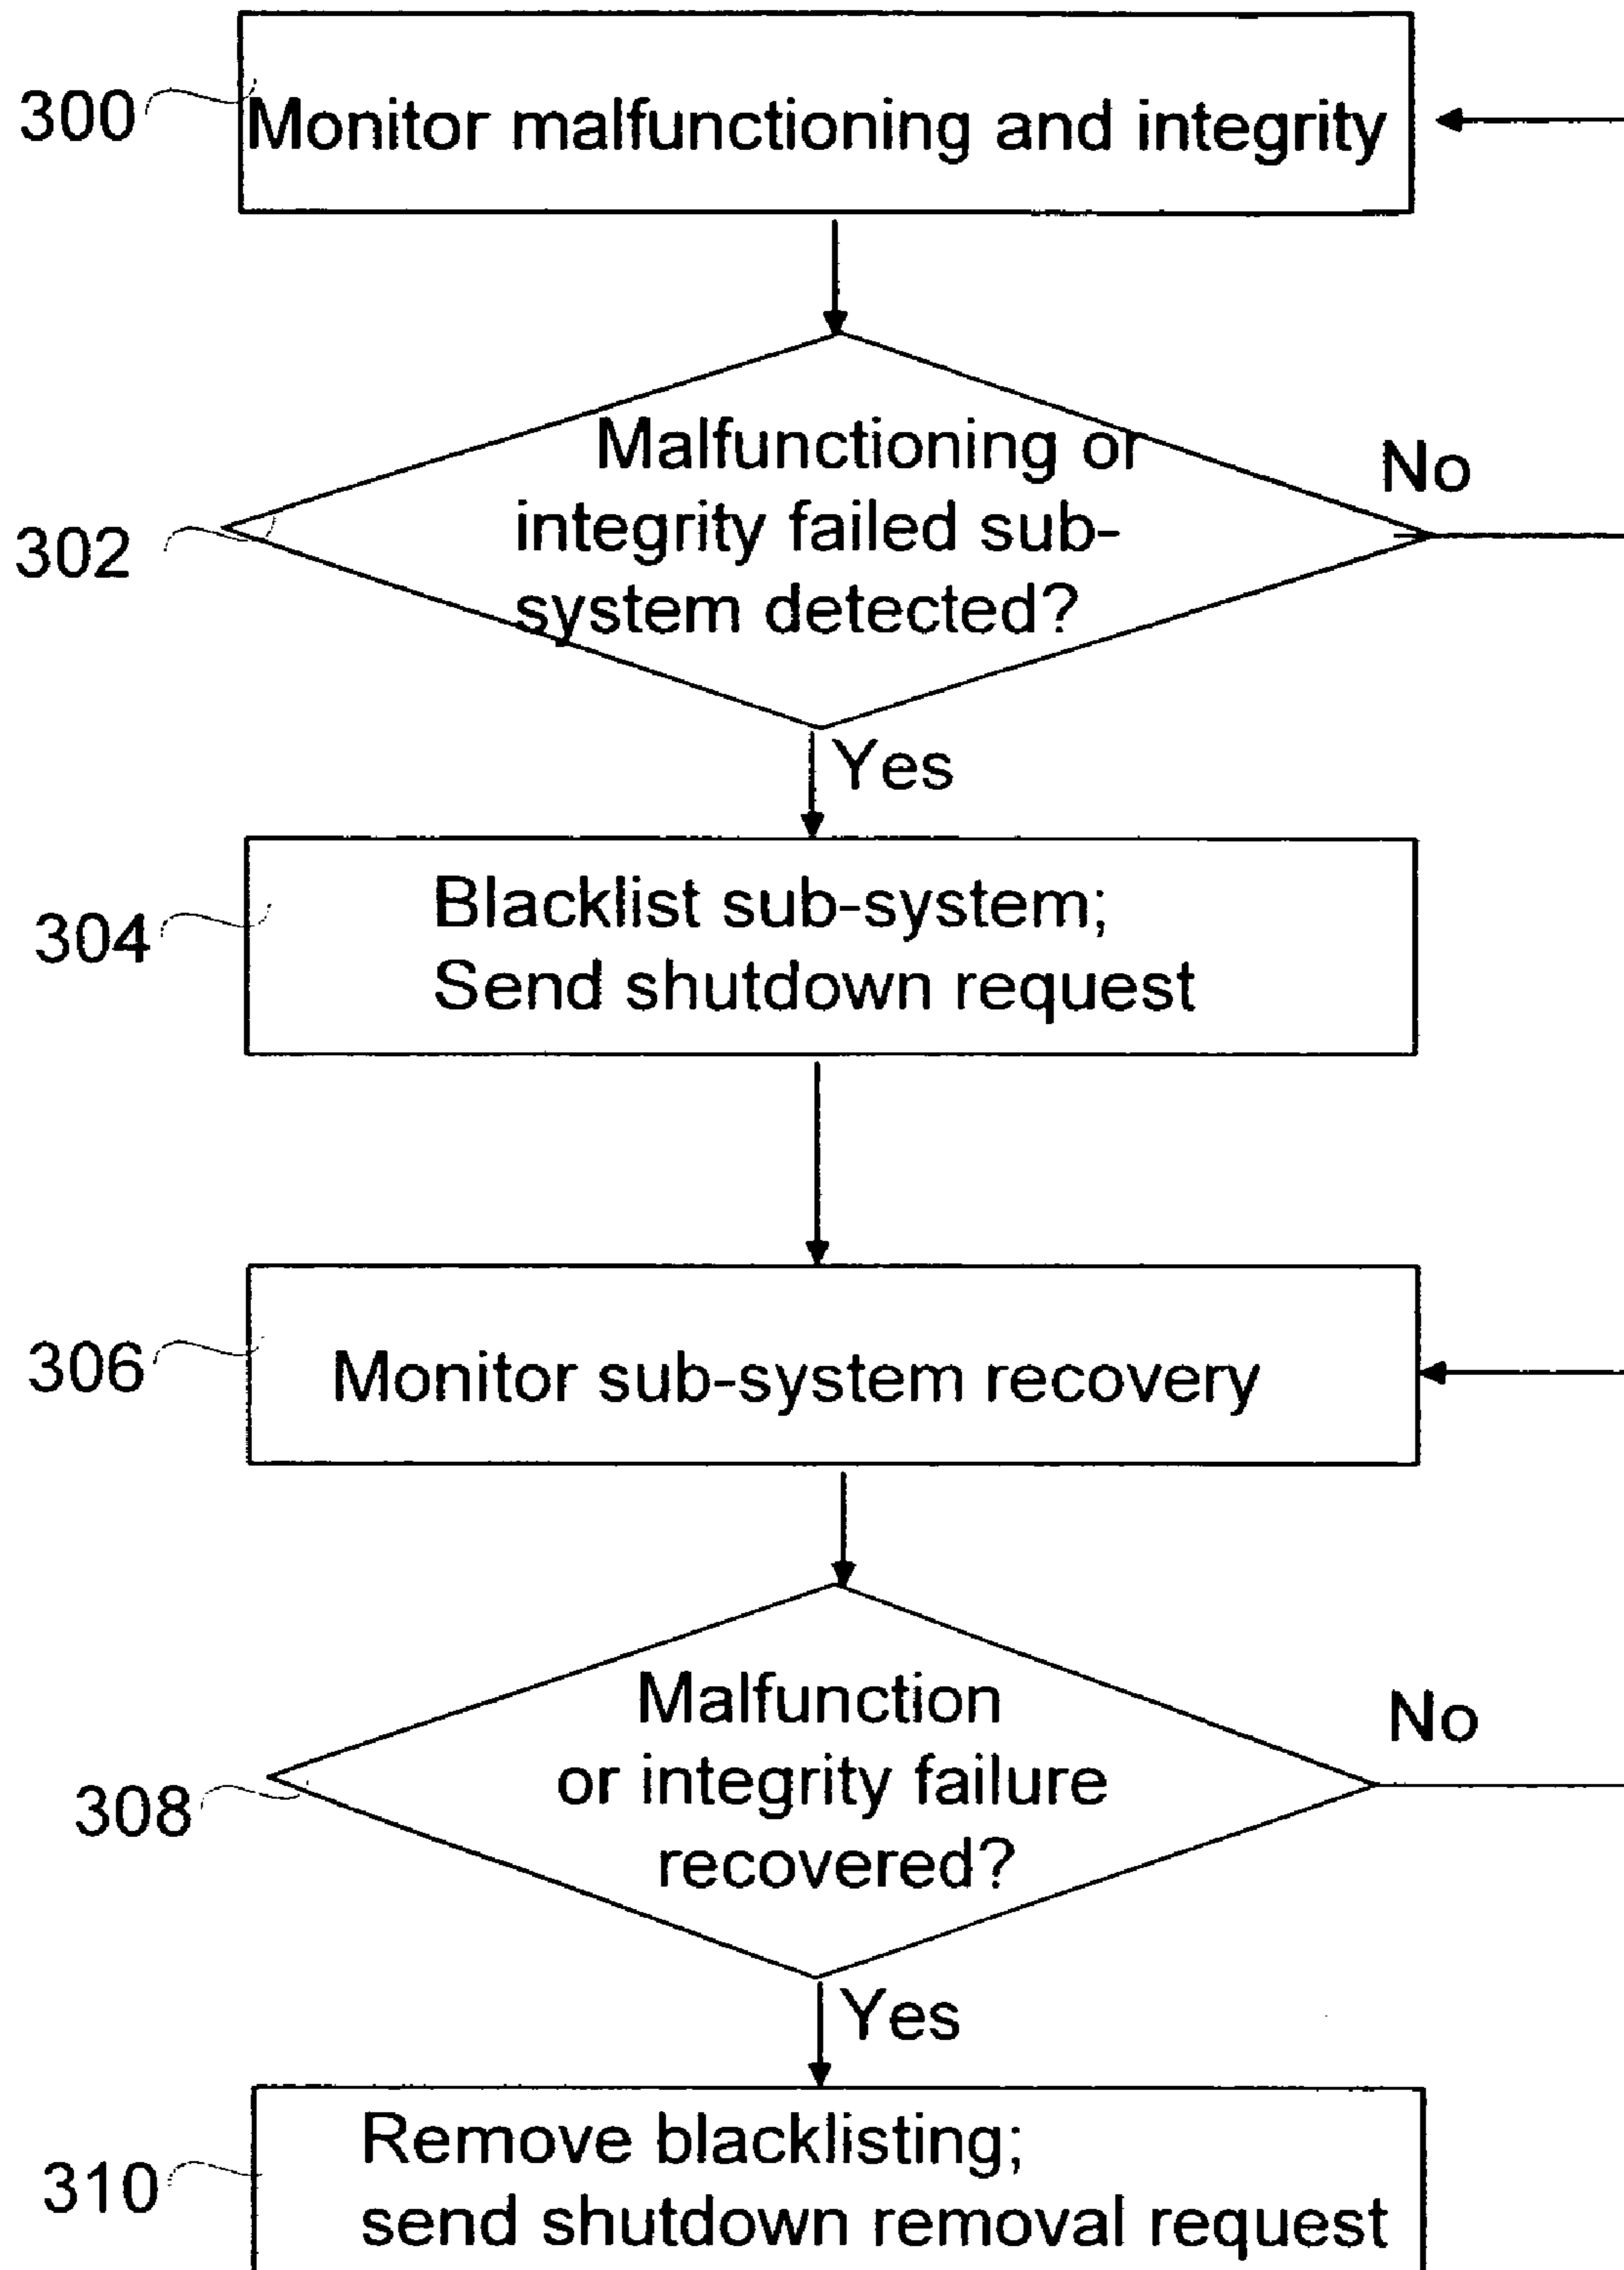 300
Monitor malfunctioning and integrity
Malfunctioning or
integrity failed sub-
system detected?
No
302
Yes
304
Blacklist sub-system;
Send shutdown request
306
Monitor sub-system recovery
Malfunction
or integrity failure
recovered?
No
308
Yes
310
Remove blacklisting;
send shutdown removal request